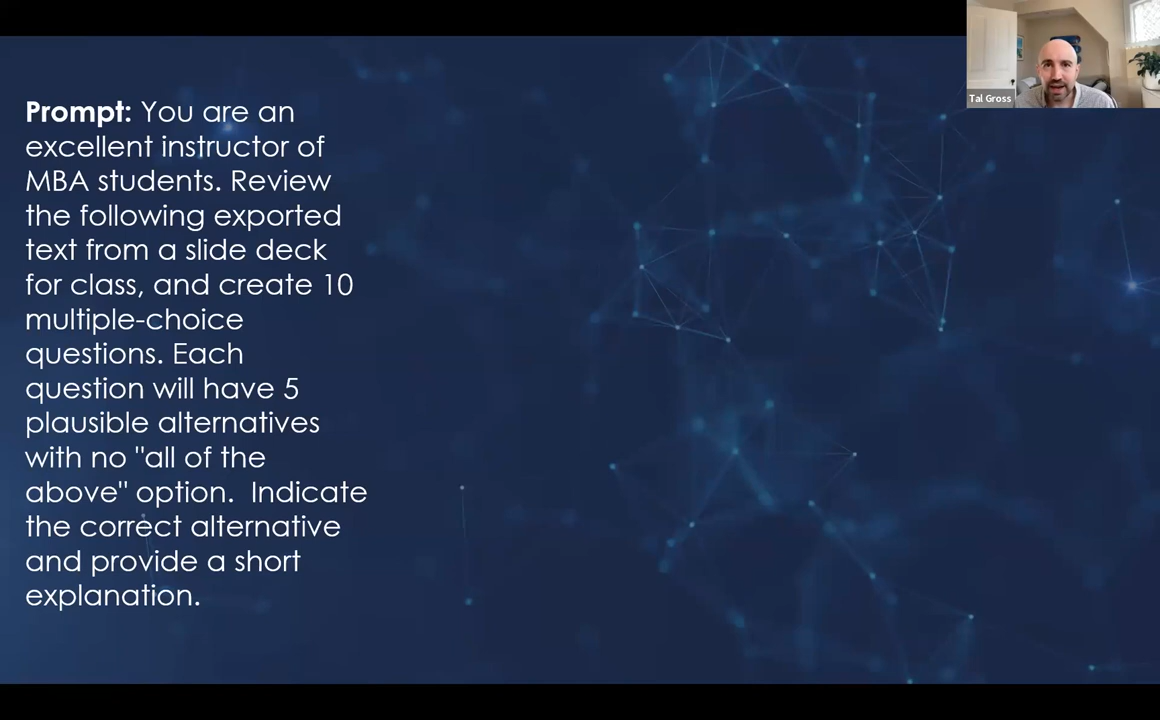 Prompt: You are an
excellent instructor of
MBA students. Review
the following exported
text from a slide deck
for class, and create 10
multiple-choice
questions. Each
question will have 5
plausible alternatives
with no "all of the
above" option.  Indicate
the correct alternative
and provide a short
explanation.
Tal Gross